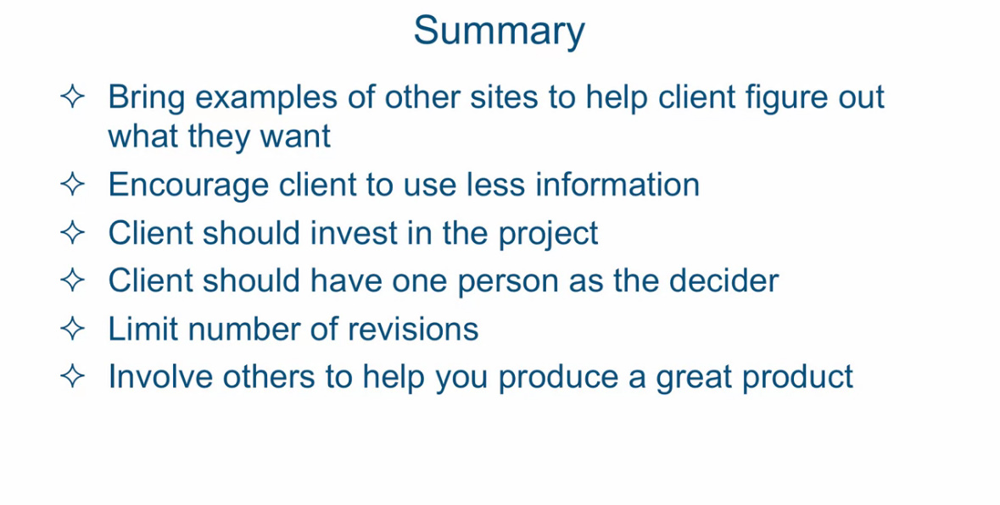 Summary
✧ Bring examples of other sites to help client figure out
what they want
✧ Encourage client to use less information
✧ Client should invest in the project
✧ Client should have one person as the decider
✧ Limit number of revisions
✧ Involve others to help you produce a great product